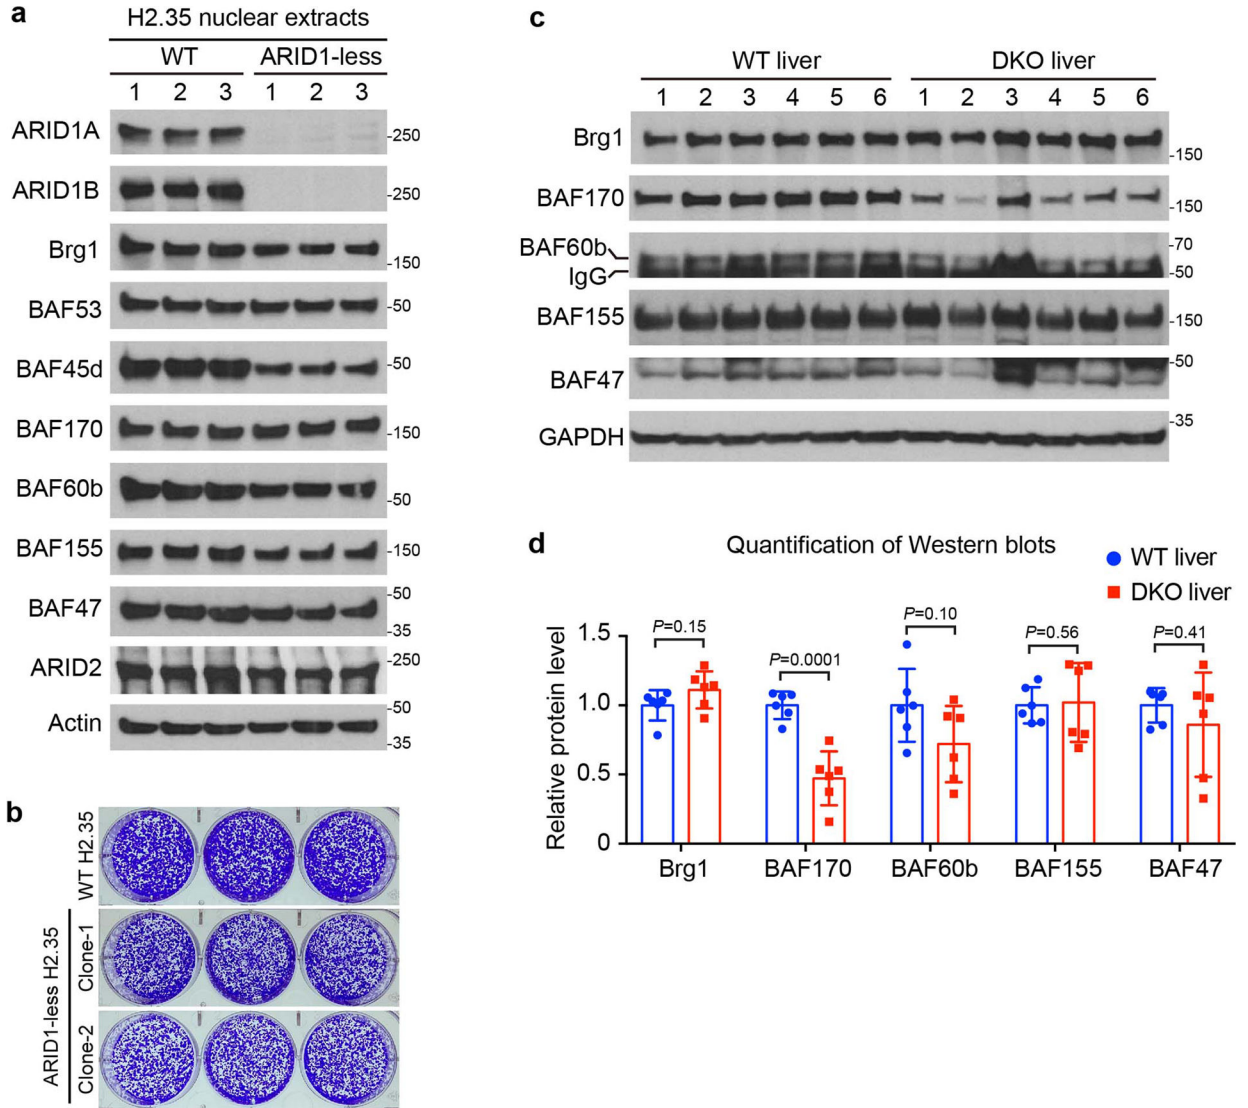 a
H2.35 nuclear extracts
WT ARID1-less
1 2 3 1 2 3
ARID1A -250
ARID1B -250
Brg1 -150
BAF53 -50
BAF45d -50
BAF170 -150
BAF60b -50
BAF155 -150
BAF47 -50 -35
ARID2 -250
Actin -50 -35
b
WT H2.35
ARID1-less H2.35
Clone-1
Clone-2
c
WT liver DKO liver
1 2 3 4 5 6 1 2 3 4 5 6
Brg1 -150
BAF170 -150
BAF60b -70
IgG -50
BAF155 -150
BAF47 -50
GAPDH -35
d
Quantification of Western blots
WT liver
DKO liver
Relative protein level
1.5
1.0
0.5
0
P=0.15
P=0.0001
P=0.10
P=0.56
P=0.41
Brg1 BAF170 BAF60b BAF155 BAF47